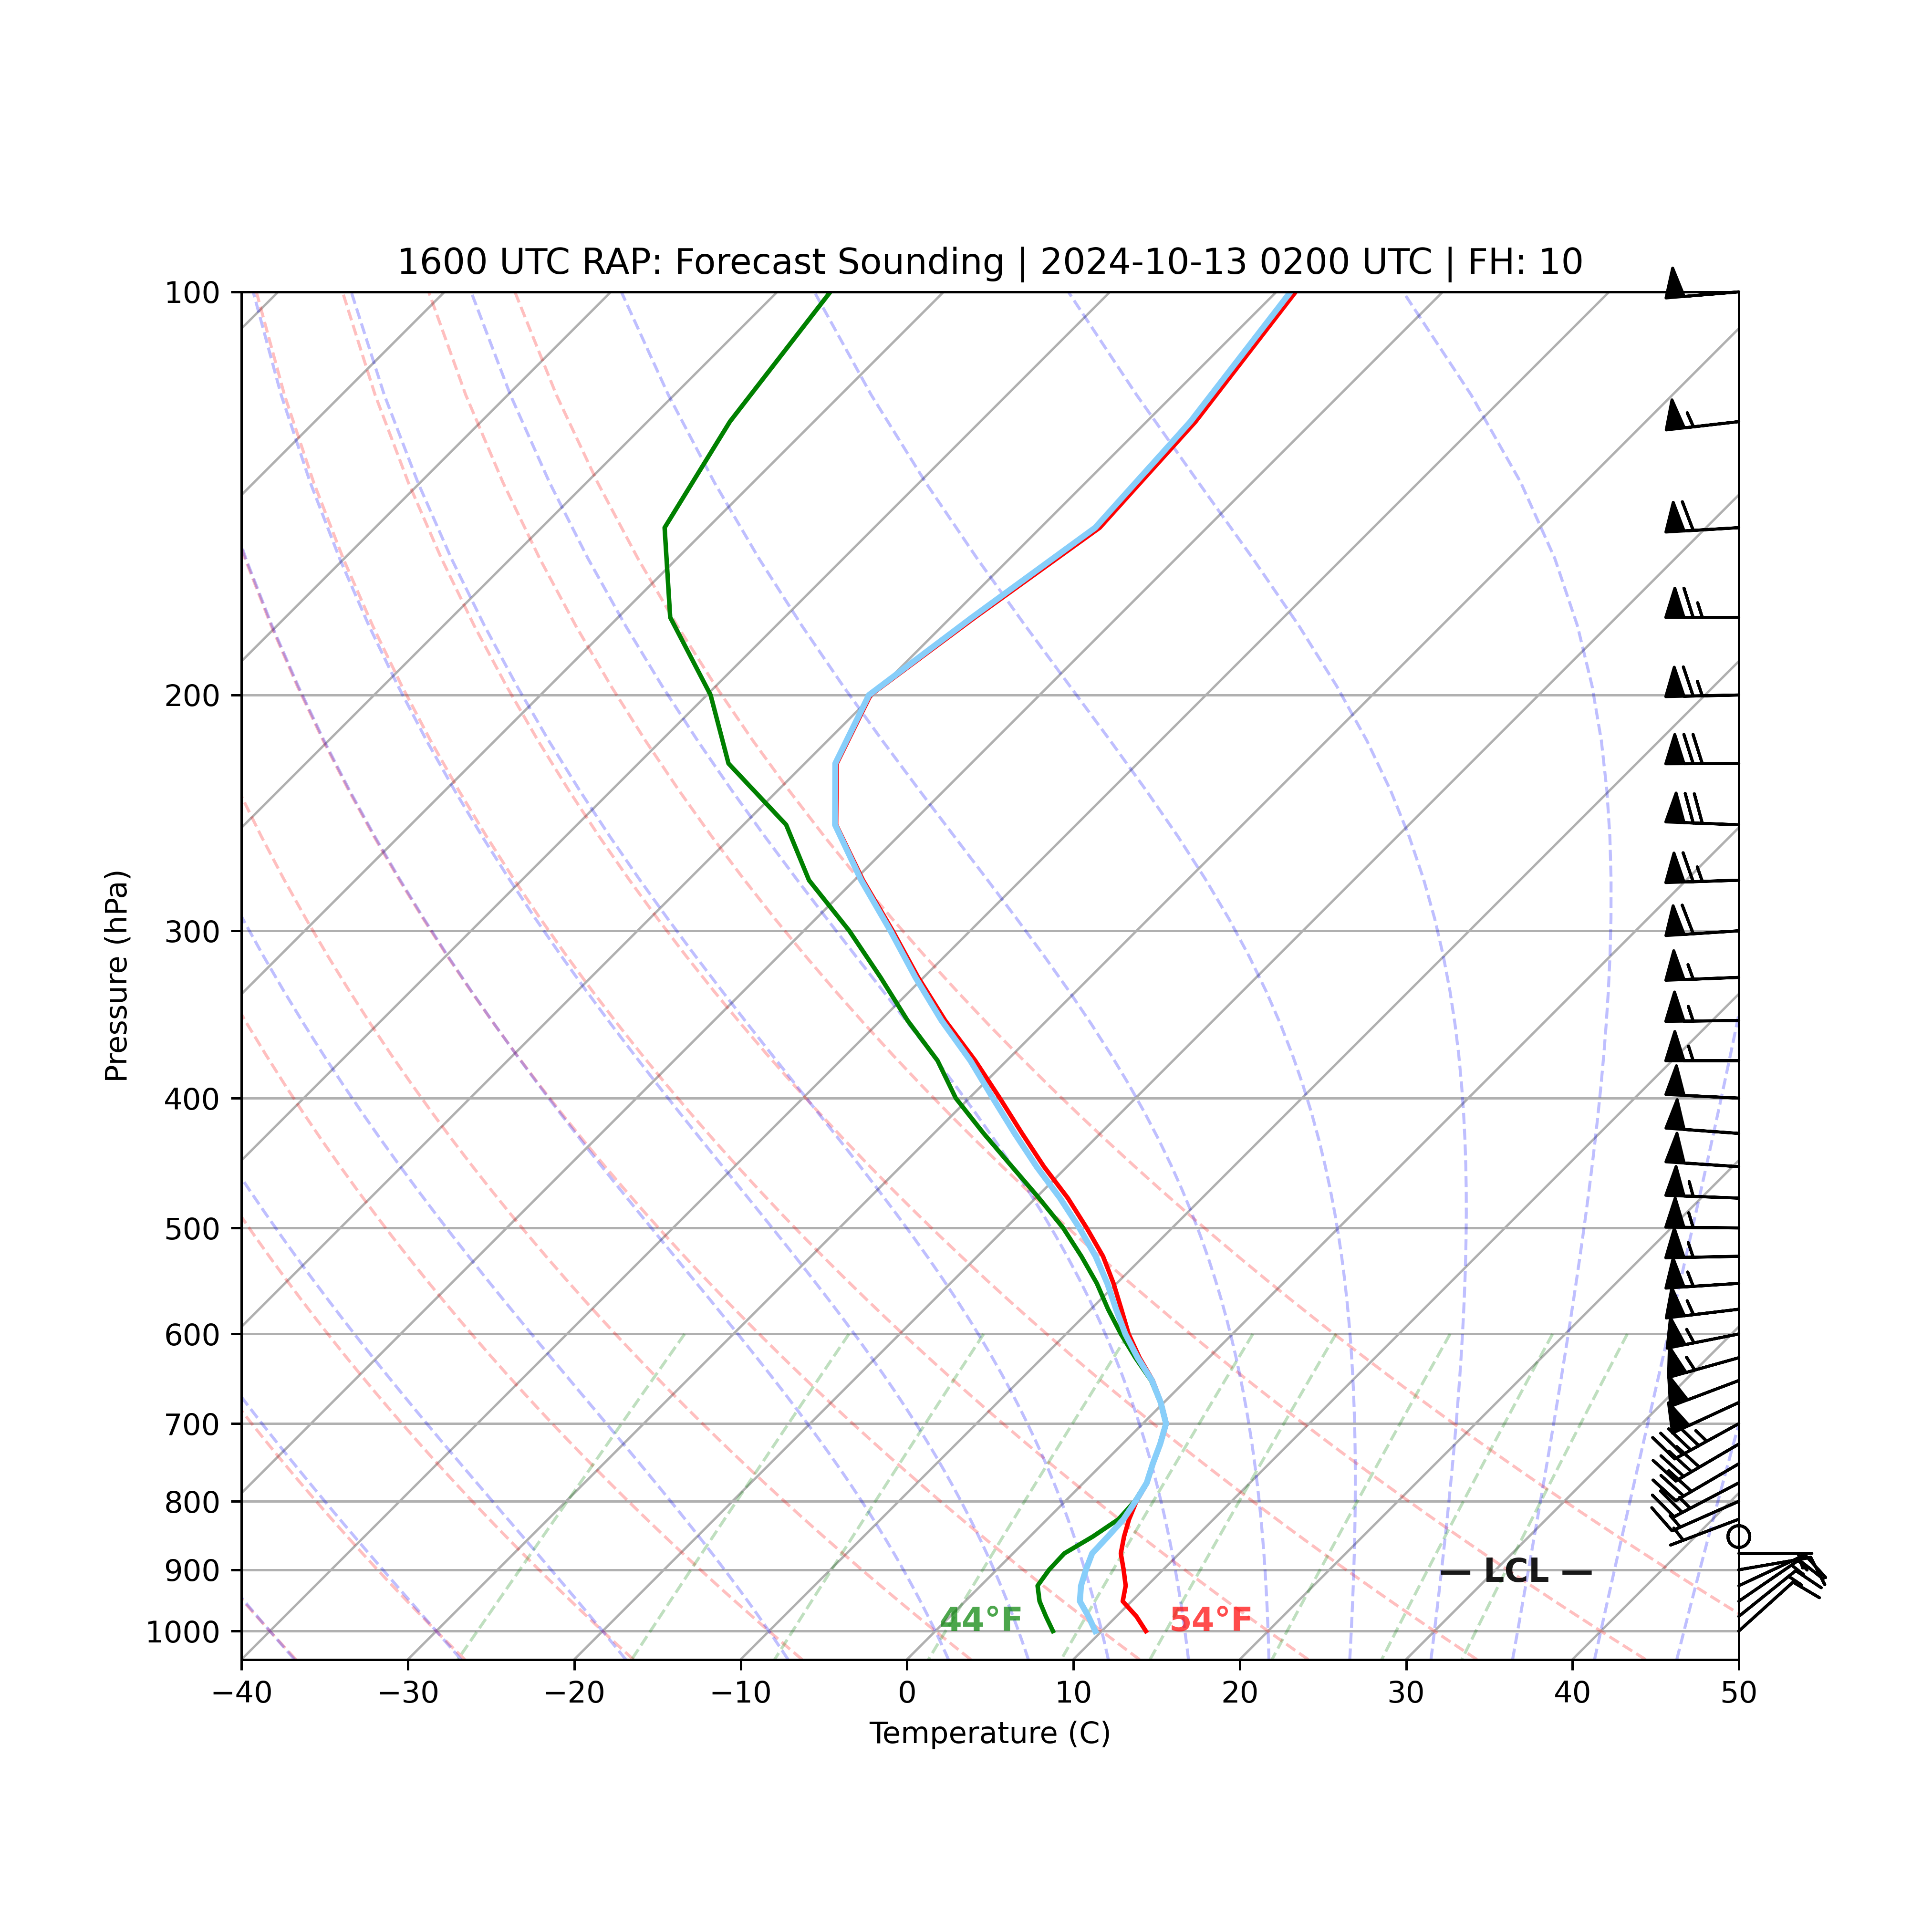 1600 UTC RAP: Forecast Sounding | 2024-10-13 0200 UTC | FH: 10
100
200
300
400
500
600
700
800
900
1000
Pressure (hPa)
— LCL —
44°F
54°F
−40 −30 −20 −10 0 10 20 30 40 50
Temperature (C)